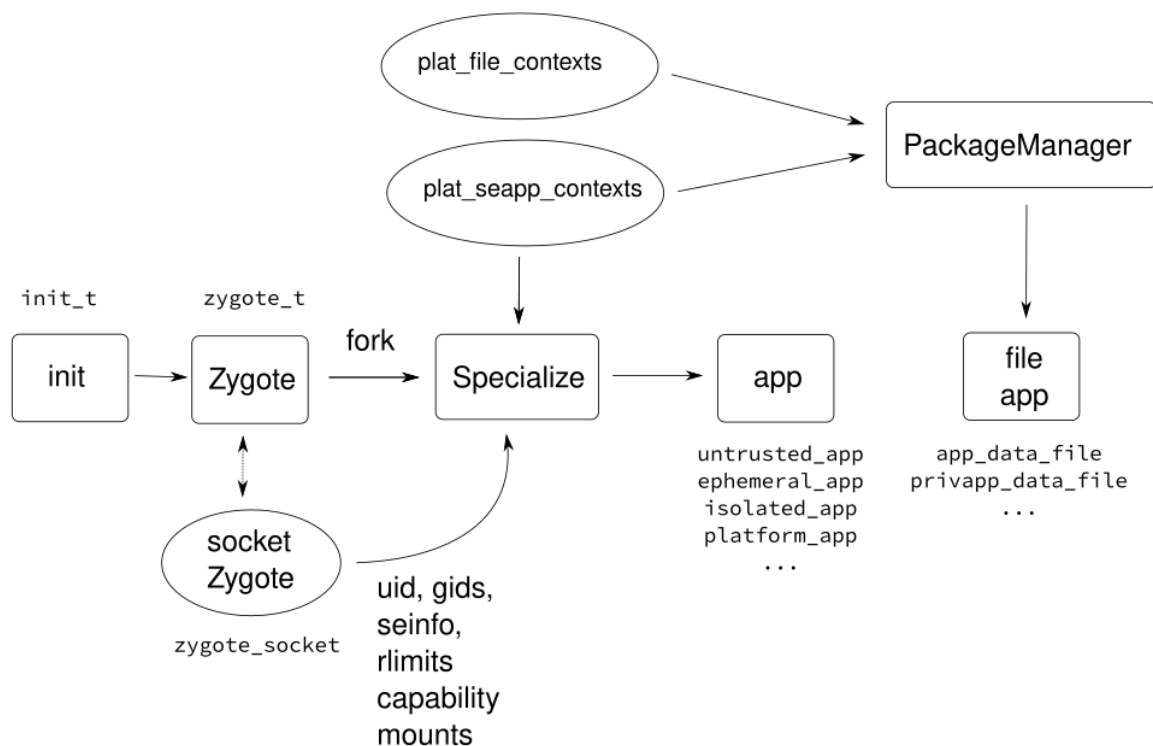 plat_file_contexts
PackageManager
plat_seapp_contexts
init_t
zygote_t
init
Zygote
fork
Specialize
app
file
app
untrusted_app
ephemeral_app
isolated_app
platform_app
...
app_data_file
privapp_data_file
...
socket
Zygote
zygote_socket
uid, gids,
seinfo,
rlimits
capability
mounts